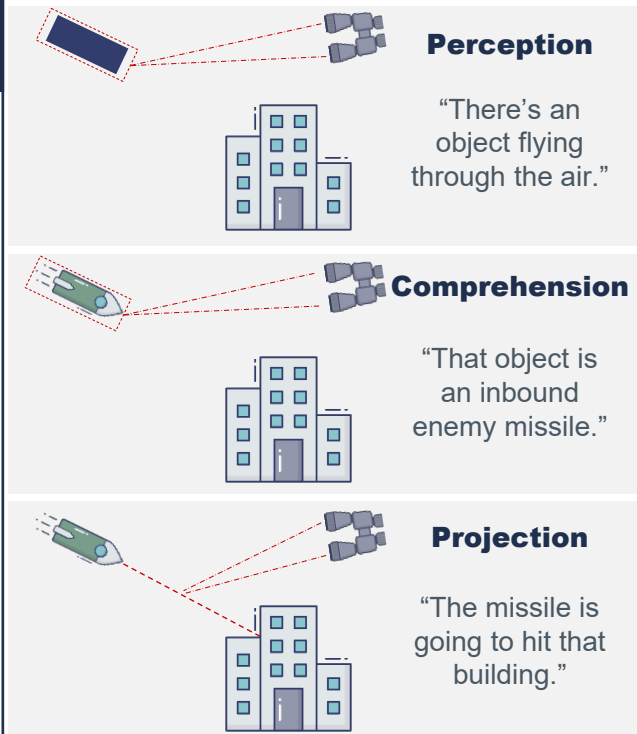 Perception
“There’s an
object flying
through the air.”
Comprehension
“That object is
an inbound
enemy missile.”
Projection
“The missile is
going to hit that
building.”